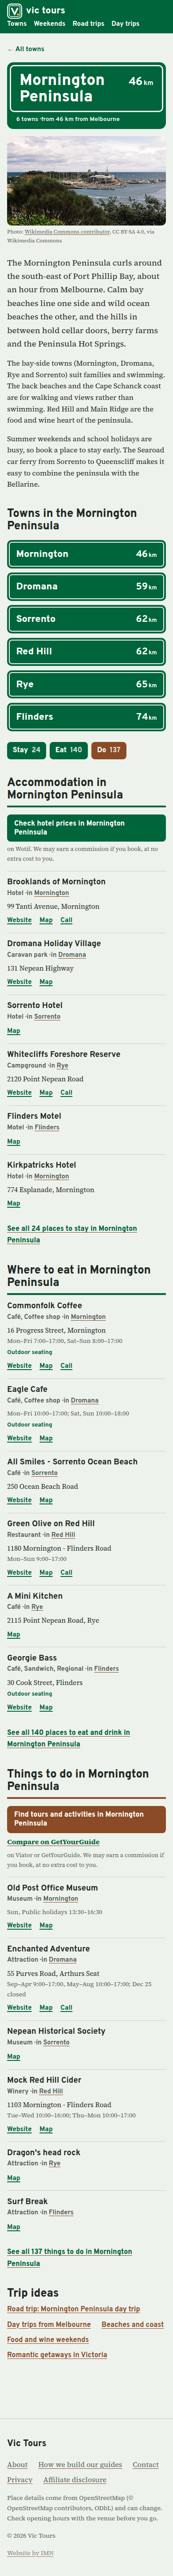 vic tours
Towns Weekends Road trips Day trips
← All towns
Mornington
Peninsula
46 km
6 towns ·from 46 km from Melbourne
Photo: Wikimedia Commons contributor, CC BY-SA 4.0, via
Wikimedia Commons
The Mornington Peninsula curls around
the south-east of Port Phillip Bay, about
an hour from Melbourne. Calm bay
beaches line one side and wild ocean
beaches the other, and the hills in
between hold cellar doors, berry farms
and the Peninsula Hot Springs.
The bay-side towns (Mornington, Dromana,
Rye and Sorrento) suit families and swimming.
The back beaches and the Cape Schanck coast
are for walking and views rather than
swimming. Red Hill and Main Ridge are the
food and wine heart of the peninsula.
Summer weekends and school holidays are
busy, so book a place to stay early. The Searoad
car ferry from Sorrento to Queenscliff makes it
easy to combine the peninsula with the
Bellarine.
Towns in the Mornington
Peninsula
Mornington 46 km
Dromana 59 km
Sorrento 62 km
Red Hill 62 km
Rye 65 km
Flinders 74 km
Stay 24 Eat 140 Do 137
Accommodation in
Mornington Peninsula
Check hotel prices in Mornington
Peninsula
on Wotif. We may earn a commission if you book, at no
extra cost to you.
Brooklands of Mornington
Hotel ·in Mornington
99 Tanti Avenue, Mornington
Website Map Call
Dromana Holiday Village
Caravan park ·in Dromana
131 Nepean Highway
Website Map
Sorrento Hotel
Hotel ·in Sorrento
Map
Whitecliffs Foreshore Reserve
Campground ·in Rye
2120 Point Nepean Road
Website Map Call
Flinders Motel
Motel ·in Flinders
Map
Kirkpatricks Hotel
Hotel ·in Mornington
774 Esplanade, Mornington
Map
See all 24 places to stay in Mornington
Peninsula
Where to eat in Mornington
Peninsula
Commonfolk Coffee
Café, Coffee shop ·in Mornington
16 Progress Street, Mornington
Mon–Fri 7:00–17:00, Sat–Sun 8:00–17:00
Outdoor seating
Website Map Call
Eagle Cafe
Café, Coffee shop ·in Dromana
Mon–Fri 10:00–17:00; Sat, Sun 10:00–18:00
Outdoor seating
Website Map
All Smiles - Sorrento Ocean Beach
Café ·in Sorrento
250 Ocean Beach Road
Website Map
Green Olive on Red Hill
Restaurant ·in Red Hill
1180 Mornington - Flinders Road
Mon–Sun 9:00–17:00
Website Map Call
A Mini Kitchen
Café ·in Rye
2115 Point Nepean Road, Rye
Map
Georgie Bass
Café, Sandwich, Regional ·in Flinders
30 Cook Street, Flinders
Outdoor seating
Website Map
See all 140 places to eat and drink in
Mornington Peninsula
Things to do in Mornington
Peninsula
Find tours and activities in Mornington
Peninsula
Compare on GetYourGuide
on Viator or GetYourGuide. We may earn a commission if
you book, at no extra cost to you.
Old Post Office Museum
Museum ·in Mornington
Sun, Public holidays 13:30–16:30
Website Map
Enchanted Adventure
Attraction ·in Dromana
55 Purves Road, Arthurs Seat
Sep–Apr 9:00–17:00, May–Aug 10:00–17:00; Dec 25
closed
Website Map Call
Nepean Historical Society
Museum ·in Sorrento
Map
Mock Red Hill Cider
Winery ·in Red Hill
1103 Mornington - Flinders Road
Tue–Wed 10:00–16:00; Thu–Mon 10:00–17:00
Website Map
Dragon's head rock
Attraction ·in Rye
Map
Surf Break
Attraction ·in Flinders
Map
See all 137 things to do in Mornington
Peninsula
Trip ideas
Road trip: Mornington Peninsula day trip
Day trips from Melbourne Beaches and coast
Food and wine weekends
Romantic getaways in Victoria
Vic Tours
About How we build our guides Contact
Privacy Affiliate disclosure
Place details come from OpenStreetMap (©
OpenStreetMap contributors, ODbL) and can change.
Check opening hours with the venue before you go.
© 2026 Vic Tours
Website by IMN